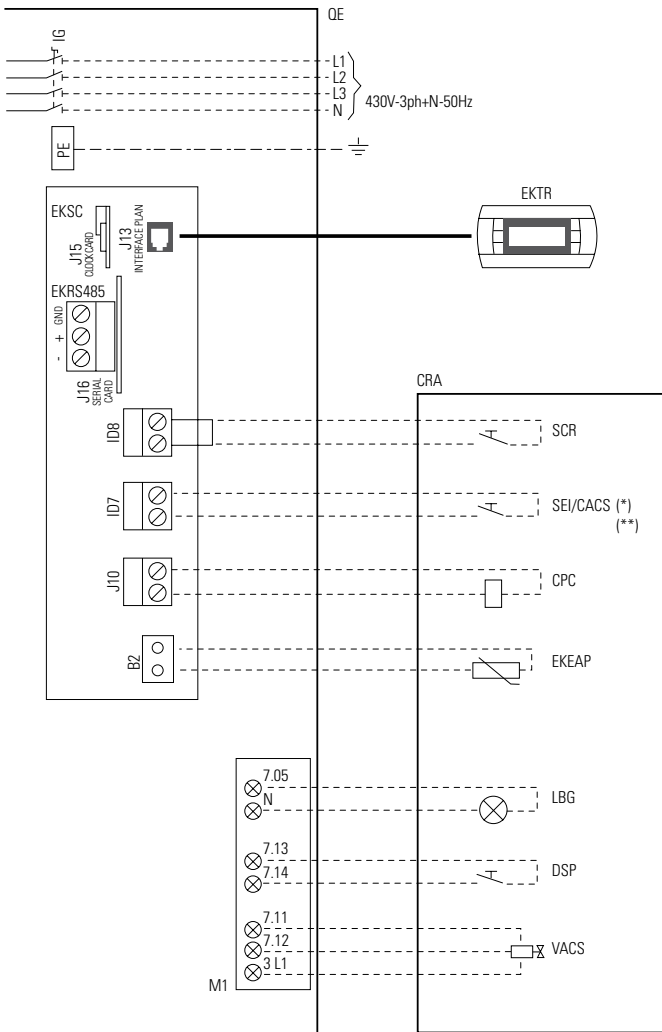 QE
IG
L1
L2
L3
N
430V-3ph+N-50Hz
PE
EKSC
J15
CLOCK CARD
J13
INTERFACE PLAN
EKTR
EKRS485
- + GND
J16
SERIAL
CARD
CRA
ID8
SCR
ID7
SEI/CACS (*)
(**)
J10
CPC
B2
EKEAP
7.05
N
LBG
7.13
7.14
DSP
7.11
7.12
3 L1
VACS
M1